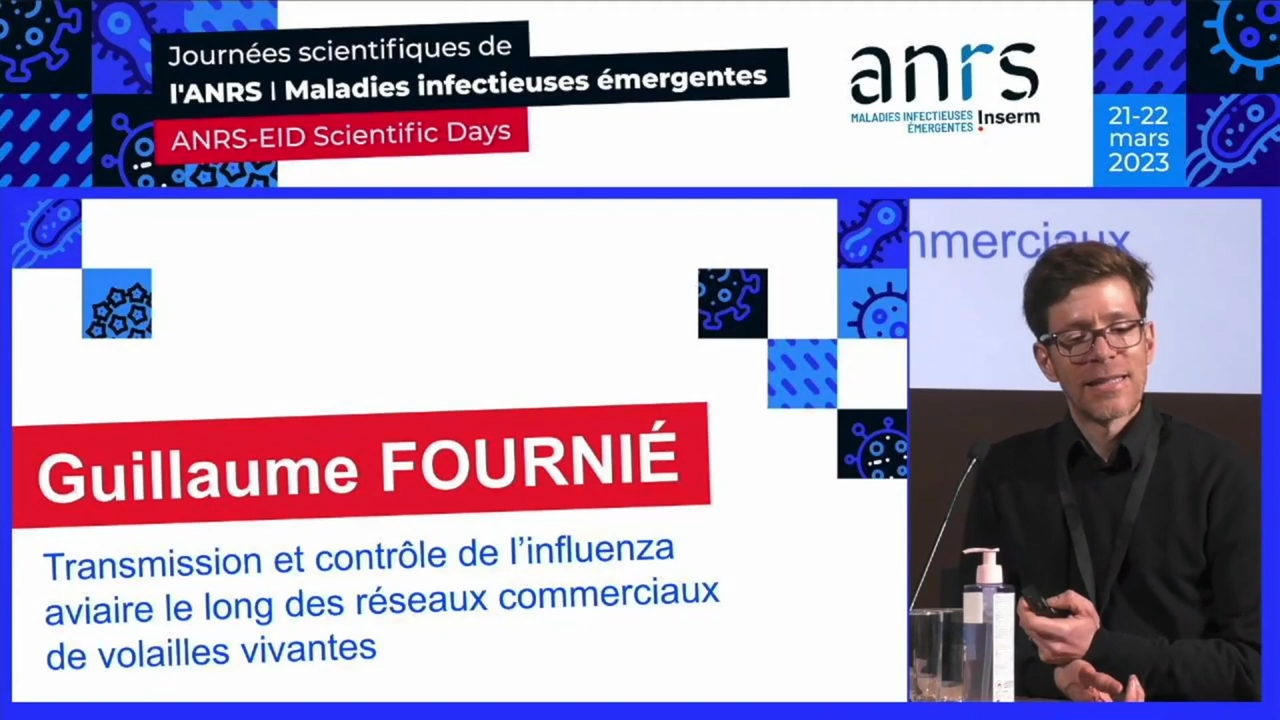 Journées scientifiques de
l'ANRS | Maladies infectieuses émergentes
ANRS-EID Scientific Days
anrs
MALADIES INFECTIEUSES
ÉMERGENTES Inserm
21-22
mars
2023
mmerciaux
Guillaume FOURNIÉ
Transmission et contrôle de l'influenza
aviaire le long des réseaux commerciaux
de volailles vivantes